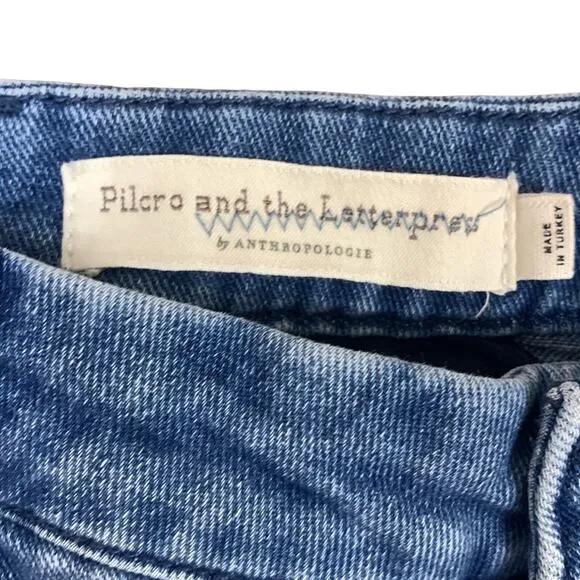 Pilcro and the Letterpress
by ANTHROPOLOGIE
MADE
IN TURKEY